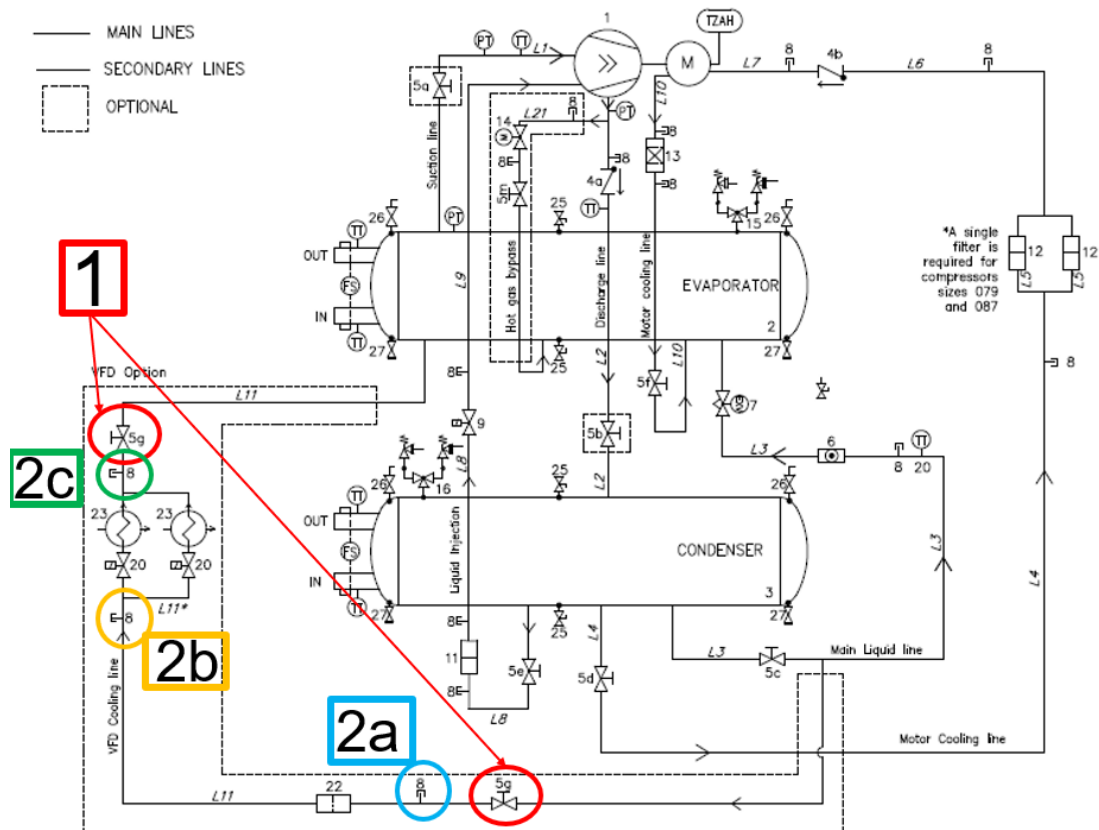 MAIN LINES
SECONDARY LINES
OPTIONAL
1
TZAH
PT
TT
L1
M
L7
8
4b
L6
8
5a
Suction line
L10
8
L21
14
M
8
PT
8
13
8
8
4a
TT
5m
26
TT
PT
25
15
26
OUT
FS
IN
TT
27
L9
Hot gas bypass
Discharge line
Motor cooling line
EVAPORATOR
2
27
*A single
filter is
required for
compressors
sizes 079
and 087
12
12
L5
L5
1
VFD Option
L11
8
25
L2
5f
L10
7
8
5g
9
5b
L3
6
8
TT
20
2c
8
L8
16
25
L2
26
26
23
23
TT
OUT
FS
IN
TT
27
Liquid Injection
CONDENSER
3
27
L3
L4
20
20
L11*
8
2b
8
25
L4
11
5e
5d
L3
5c
Main Liquid line
8
L8
VFD Cooling line
2a
Motor Cooling line
8
5g
L11
22